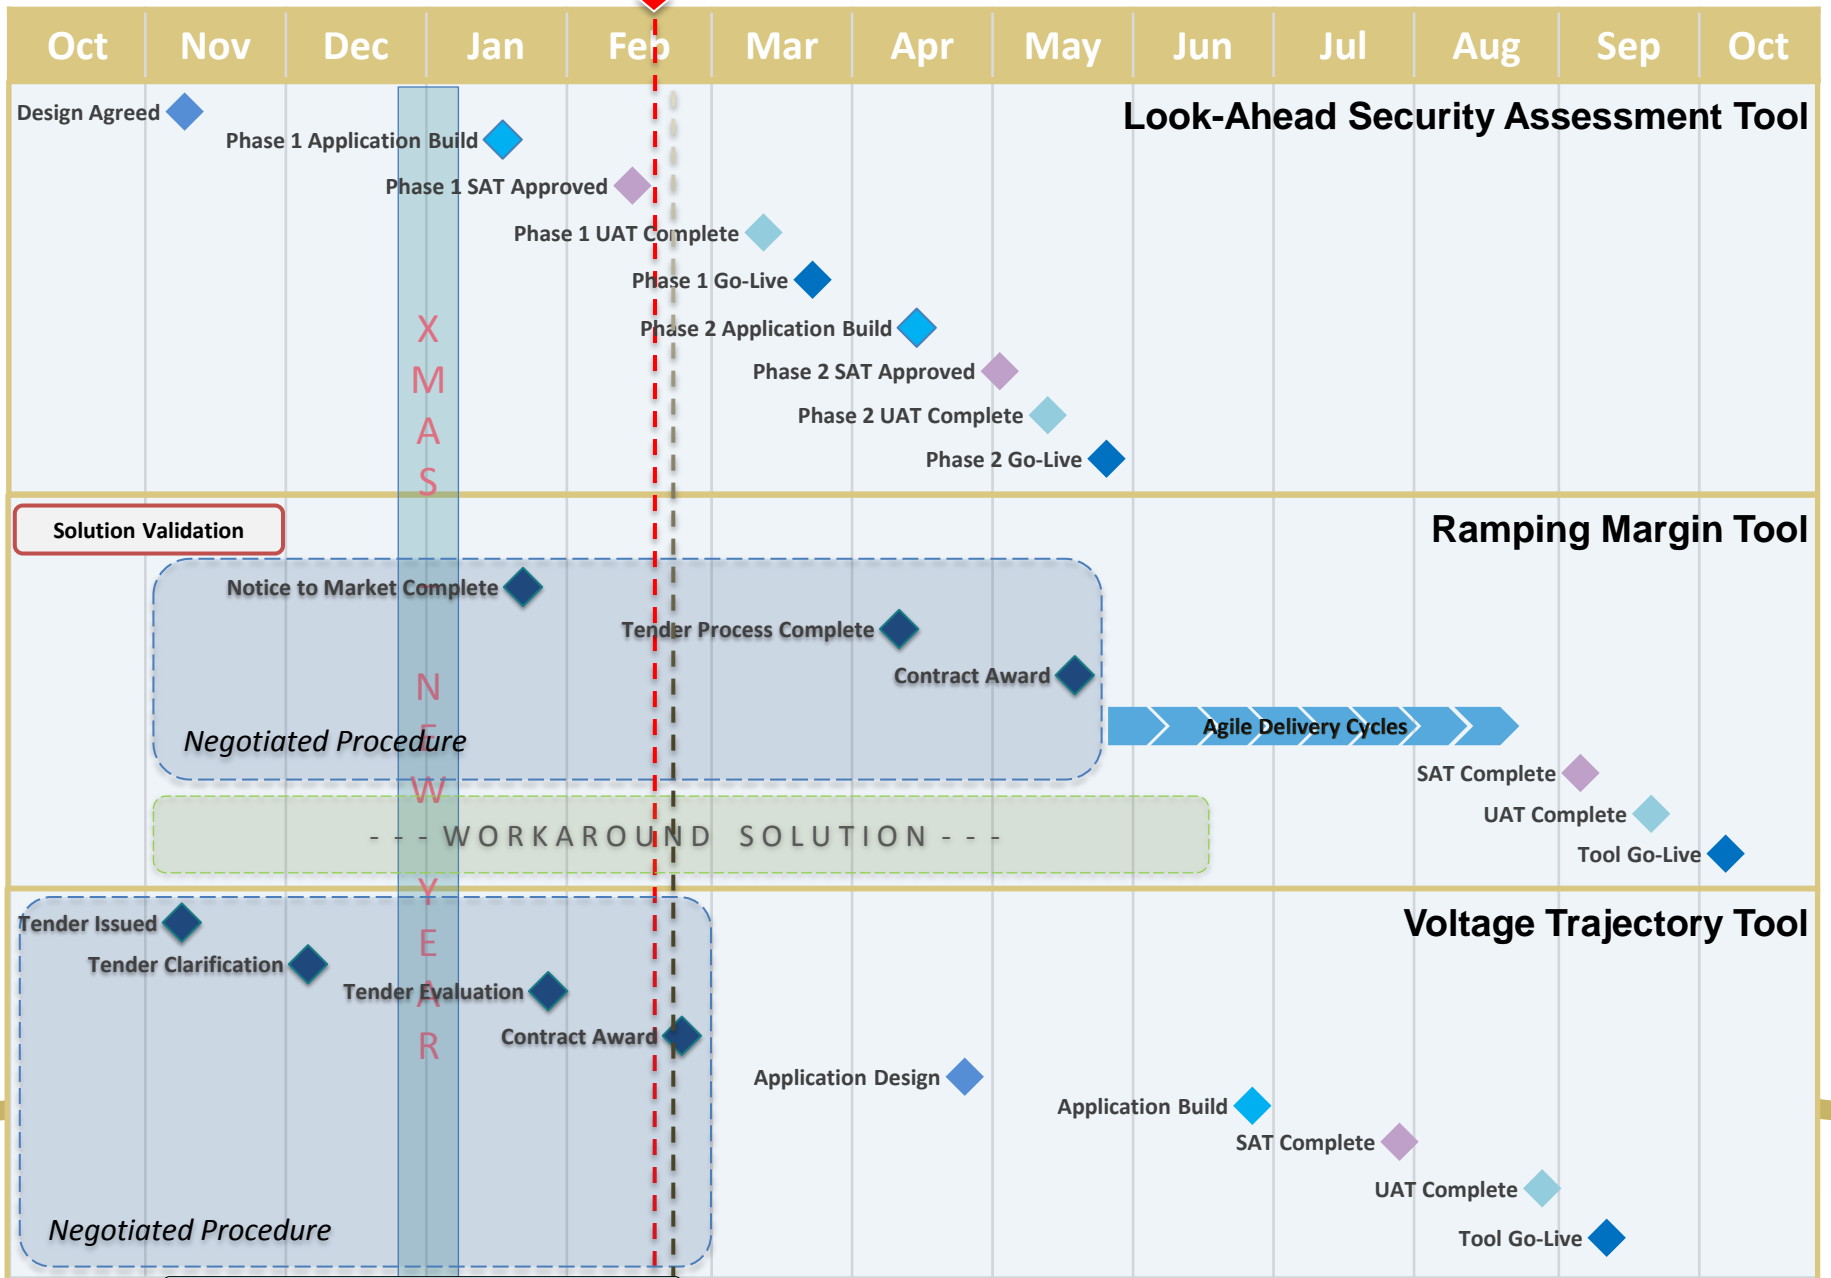 Oct Nov Dec Jan Feb Mar Apr May Jun Jul Aug Sep Oct
Look-Ahead Security Assessment Tool
Design Agreed
Phase 1 Application Build
Phase 1 SAT Approved
Phase 1 UAT Complete
Phase 1 Go-Live
Phase 2 Application Build
Phase 2 SAT Approved
Phase 2 UAT Complete
Phase 2 Go-Live
XMAS - NEW YEAR
Ramping Margin Tool
Solution Validation
Notice to Market Complete
Tender Process Complete
Contract Award
Agile Delivery Cycles
Negotiated Procedure
SAT Complete
UAT Complete
- - - WORKAROUND SOLUTION - - -
Tool Go-Live
Voltage Trajectory Tool
Tender Issued
Tender Clarification
Tender Evaluation
Contract Award
Application Design
Application Build
SAT Complete
UAT Complete
Negotiated Procedure
Tool Go-Live